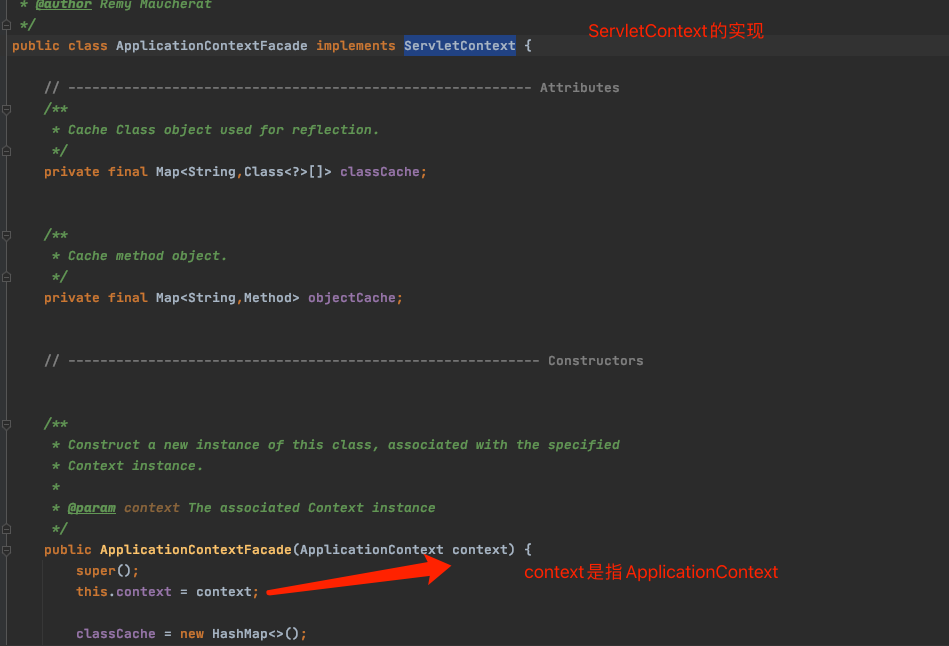 * @author Remy Maucherat
*/
public class ApplicationContextFacade implements ServletContext {
ServletContext的实现
// ---------------------------------------------------------- Attributes
/**
* Cache Class object used for reflection.
*/
private final Map<String,Class<?>[]> classCache;
/**
* Cache method object.
*/
private final Map<String,Method> objectCache;
// ----------------------------------------------------------- Constructors
/**
* Construct a new instance of this class, associated with the specified
* Context instance.
*
* @param context The associated Context instance
*/
public ApplicationContextFacade(ApplicationContext context) {
super();
context是指ApplicationContext
this.context = context;
classCache = new HashMap<>();